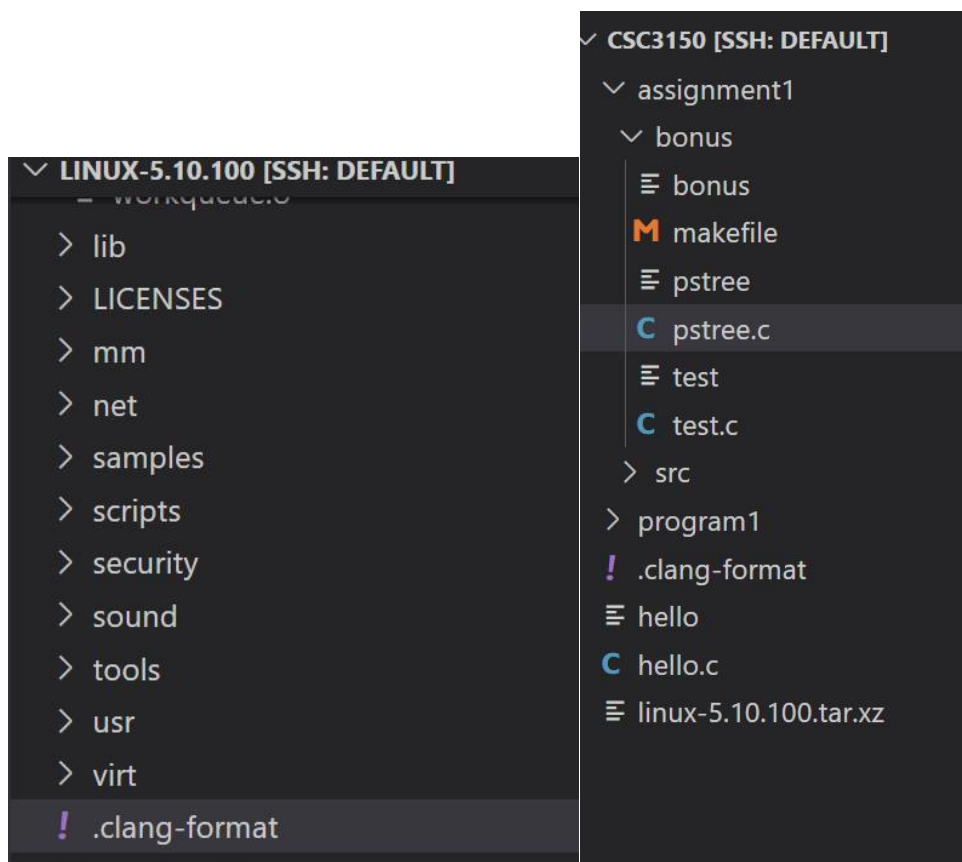 LINUX-5.10.100 [SSH: DEFAULT]
workqueue.o
lib
LICENSES
mm
net
samples
scripts
security
sound
tools
usr
virt
! .clang-format
CSC3150 [SSH: DEFAULT]
assignment1
bonus
bonus
M makefile
pstree
C pstree.c
test
C test.c
src
program1
! .clang-format
hello
C hello.c
linux-5.10.100.tar.xz